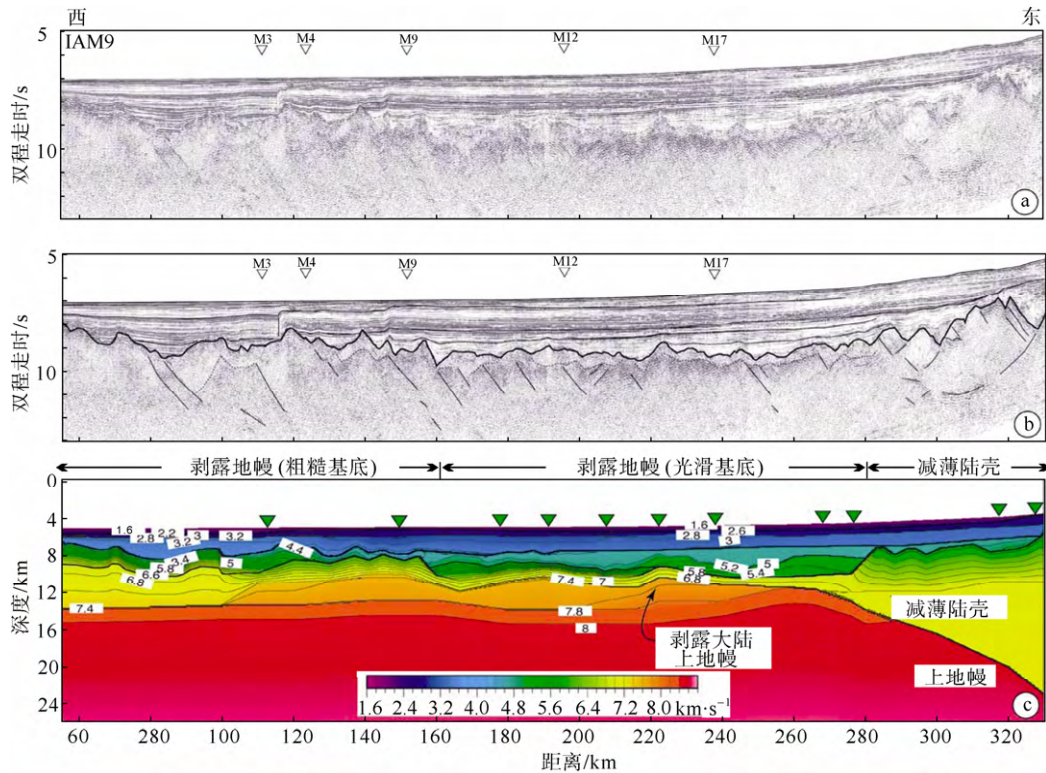 西 东
5 IAM9 M3 M4 M9 M12 M17
双程走时/s
10
a
5 M3 M4 M9 M12 M17
双程走时/s
10
b
剥露地幔(粗糙基底) 剥露地幔(光滑基底) 减薄陆壳
0
4
1.6 2.2 3 1.6 2.6
2.8 3.2 3.2 2.8 3
8
3.4 4.4
5.8 5 5.8 5.2
6.6 5.4
6.8 7.4 7 6.8
12
7.4 7.8
减薄陆壳
16
8
剥露大陆
上地幔
20
上地幔
24
1.6 2.4 3.2 4.0 4.8 5.6 6.4 7.2 8.0 km·s⁻¹
c
深度/km
60 80 100 120 140 160 180 200 220 240 260 280 300 320
距离/km